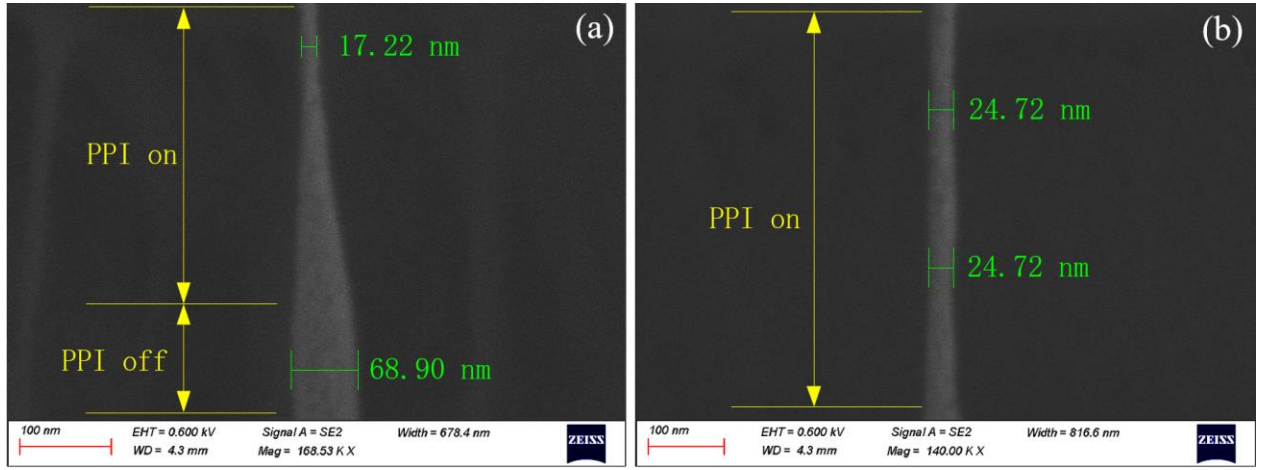 (a)
17.22 nm
PPI on
PPI off
68.90 nm
100 nm
EHT = 0.600 kV
Signal A = SE2
Width = 678.4 nm
WD = 4.3 mm
Mag = 168.53 K X
ZEISS
(b)
24.72 nm
PPI on
24.72 nm
100 nm
EHT = 0.600 kV
Signal A = SE2
Width = 816.6 nm
WD = 4.3 mm
Mag = 140.00 K X
ZEISS